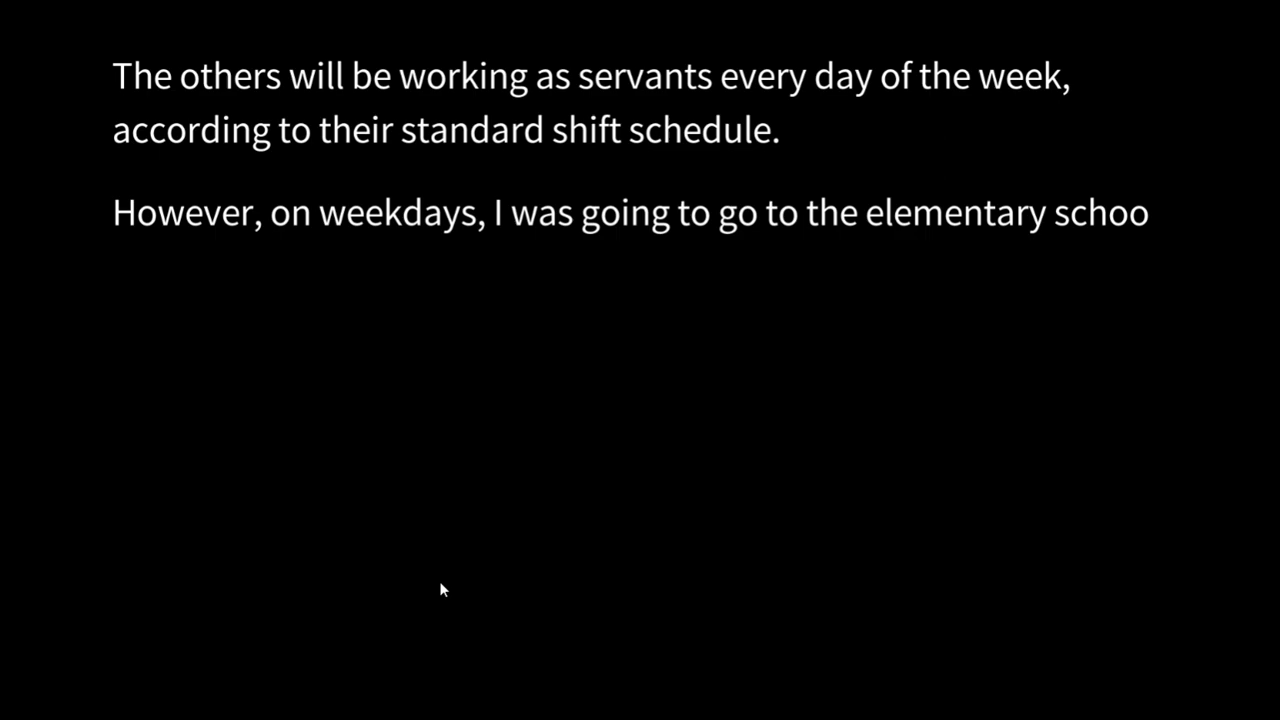 The others will be working as servants every day of the week,
according to their standard shift schedule.
However, on weekdays, I was going to go to the elementary schoo